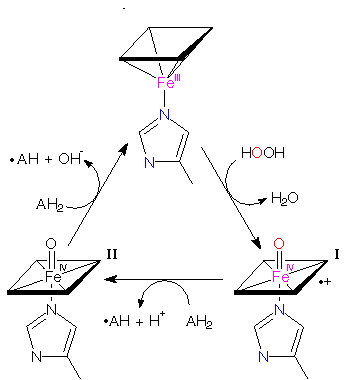 Fe III
N
N
•AH + OH-
HOOH
AH2
H2O
O
II
Fe IV
N
N
O
I
Fe IV
•+
N
N
•AH + H+
AH2